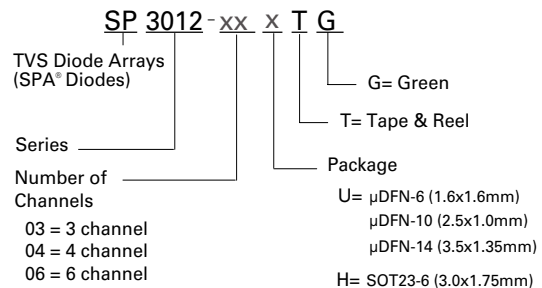 SP 3012-xx x T G
TVS Diode Arrays
(SPA® Diodes)
G= Green
T= Tape & Reel
Series
Package
Number of
Channels
03 = 3 channel
04 = 4 channel
06 = 6 channel
U= µDFN-6 (1.6x1.6mm)
µDFN-10 (2.5x1.0mm)
µDFN-14 (3.5x1.35mm)
H= SOT23-6 (3.0x1.75mm)